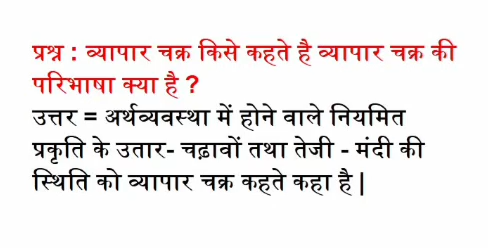 प्रश्न : व्यापार चक्र किसे कहते है व्यापार चक्र की
परिभाषा क्या है ?
उत्तर = अर्थव्यवस्था में होने वाले नियमित
प्रकृति के उतार- चढ़ावों तथा तेजी - मंदी की
स्थिति को व्यापार चक्र कहते कहा है |